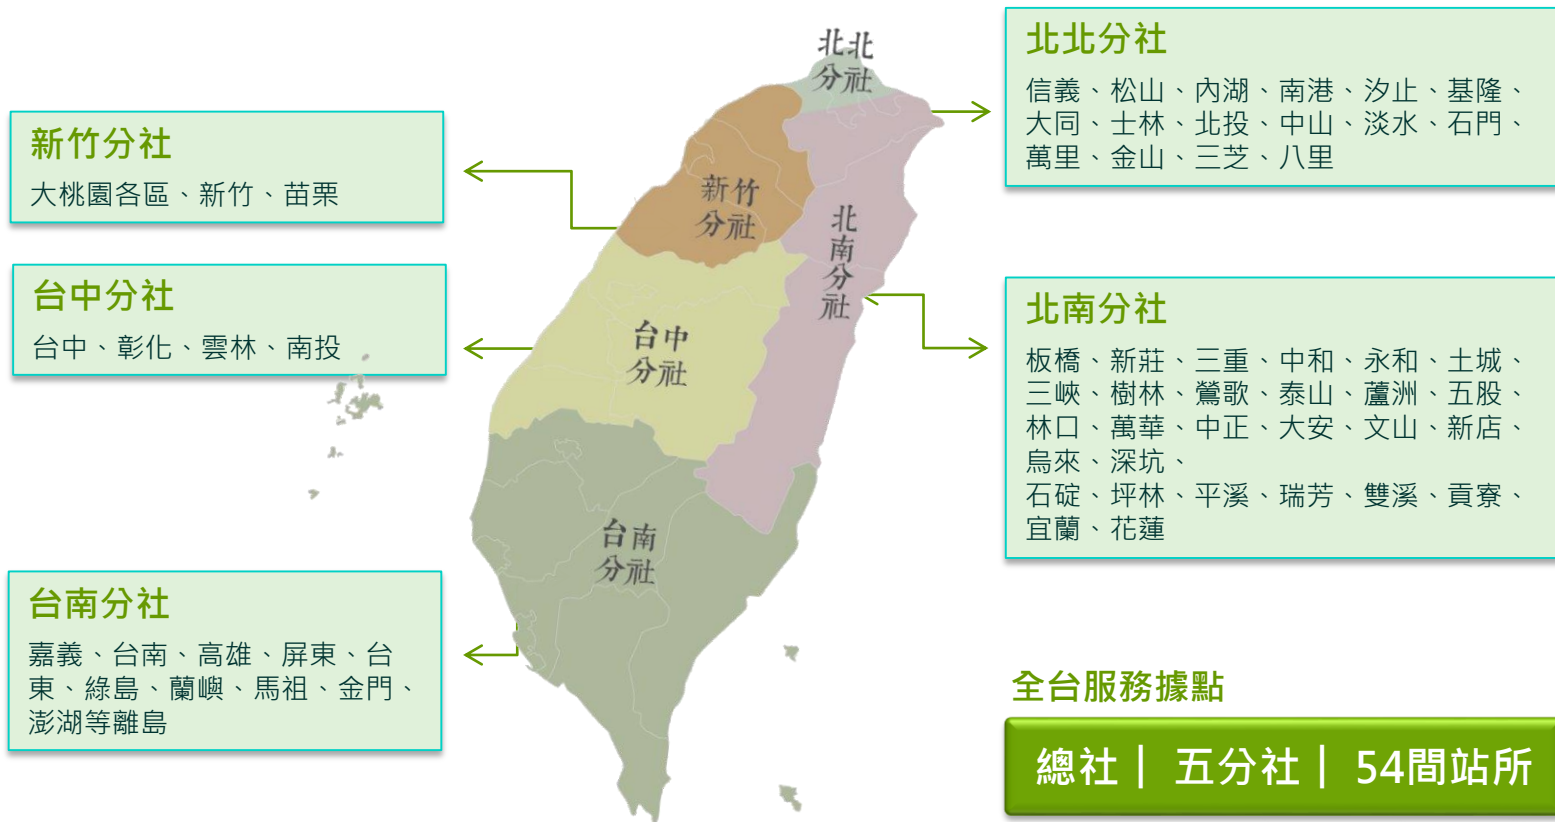 北北
分社
新竹
分社
北
南
分
社
台中
分社
台南
分社
新竹分社
大桃園各區、新竹、苗栗
台中分社
台中、彰化、雲林、南投
台南分社
嘉義、台南、高雄、屏東、台
東、綠島、蘭嶼、馬祖、金門、
澎湖等離島
北北分社
信義、松山、內湖、南港、汐止、基隆、
大同、士林、北投、中山、淡水、石門、
萬里、金山、三芝、八里
北南分社
板橋、新莊、三重、中和、永和、土城、
三峽、樹林、鶯歌、泰山、蘆洲、五股、
林口、萬華、中正、大安、文山、新店、
烏來、深坑、
石碇、坪林、平溪、瑞芳、雙溪、貢寮、
宜蘭、花蓮
全台服務據點
總社｜ 五分社｜ 54間站所